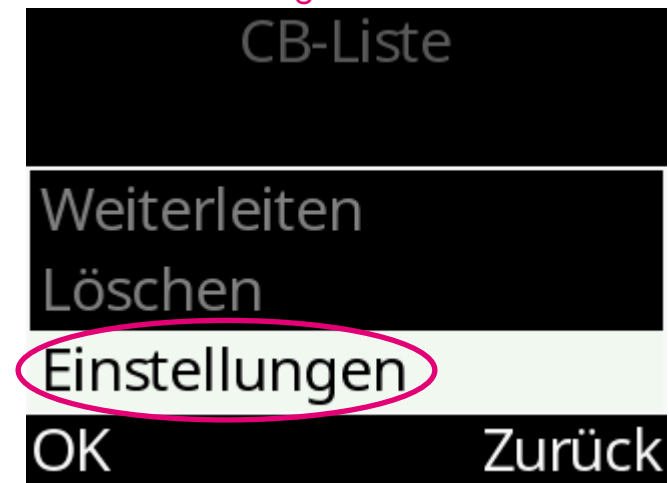 CB-Liste
Weiterleiten
Löschen
Einstellungen
OK Zurück